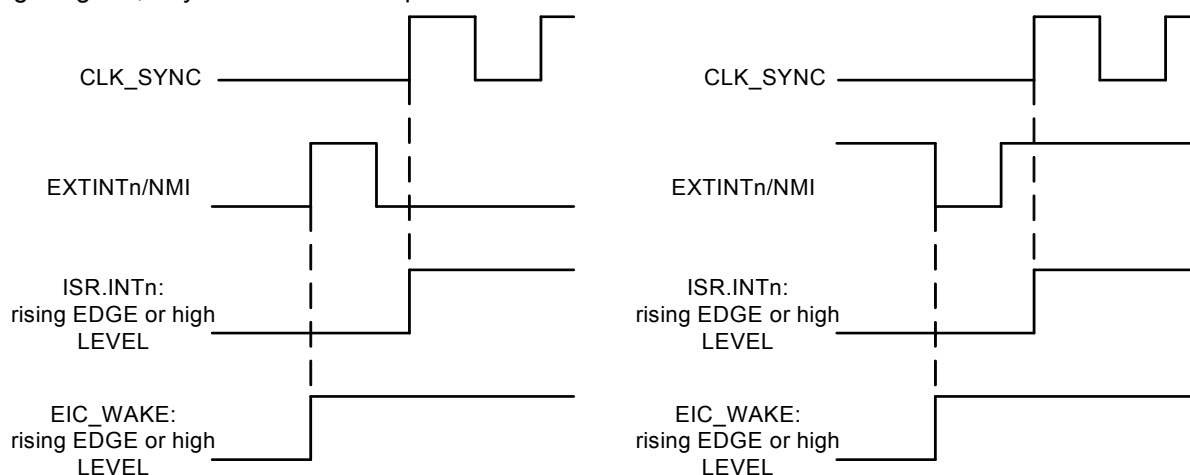 CLK_SYNC
EXTINTn/NMI
ISR.INTn:
rising EDGE or high
LEVEL
EIC_WAKE:
rising EDGE or high
LEVEL
CLK_SYNC
EXTINTn/NMI
ISR.INTn:
rising EDGE or high
LEVEL
EIC_WAKE:
rising EDGE or high
LEVEL